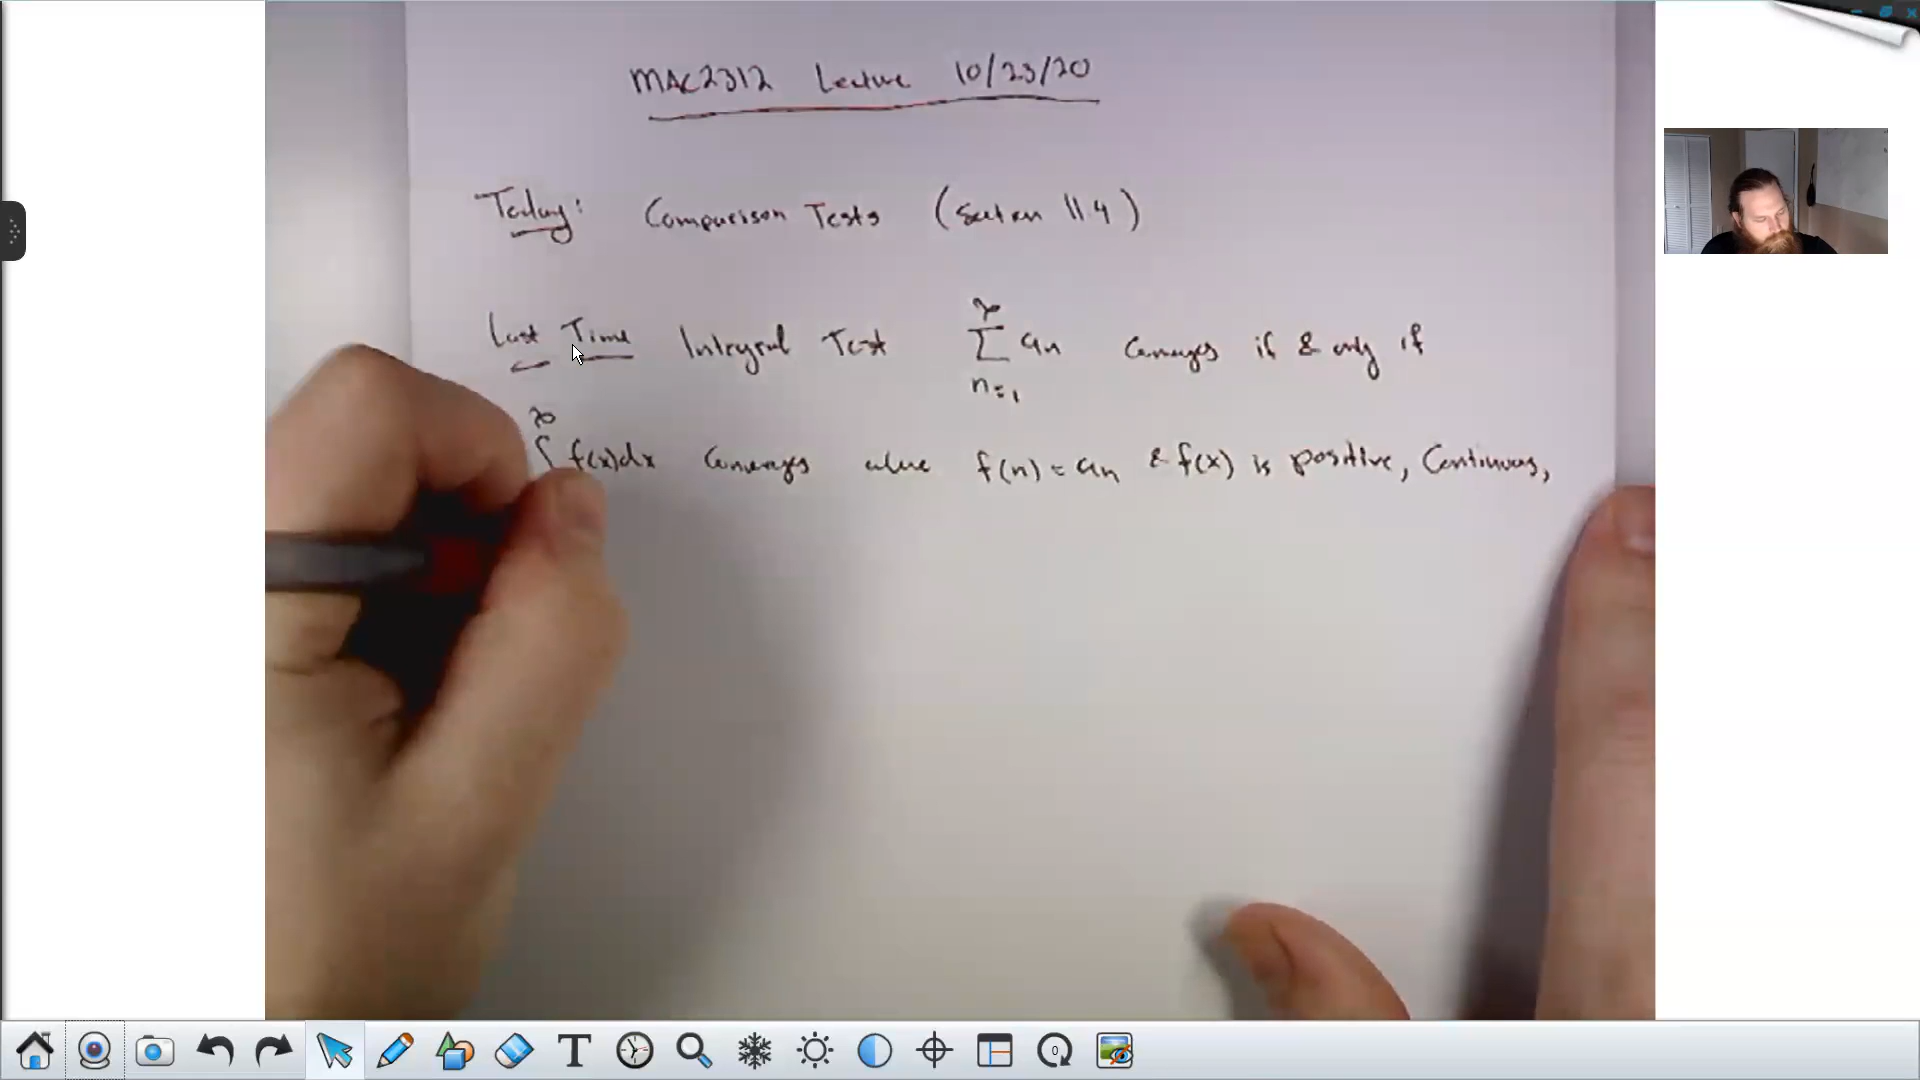 MAC2312 Lecture 10/23/20
Today: Comparison Tests (Section 11.4)
Last Time Integral Test ∞ ∑ n=1 an converges if & only if
∞ ∫ f(x)dx converges where f(n) = an & f(x) is positive, Continuous,
T
0